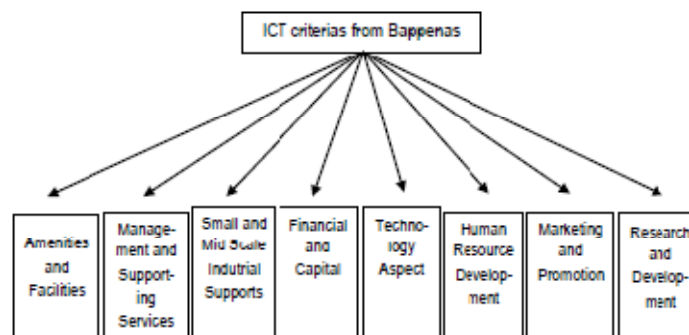 ICT criterias from Bappenas
Amenities
and
Facilities
Manage-
ment and
Support-
ing
Services
Small and
Mid Scale
Indutrial
Supports
Financial
and
Capital
Techno-
logy
Aspect
Human
Resource
Develop-
ment
Marketing
and
Promotion
Research
and
Develop-
ment